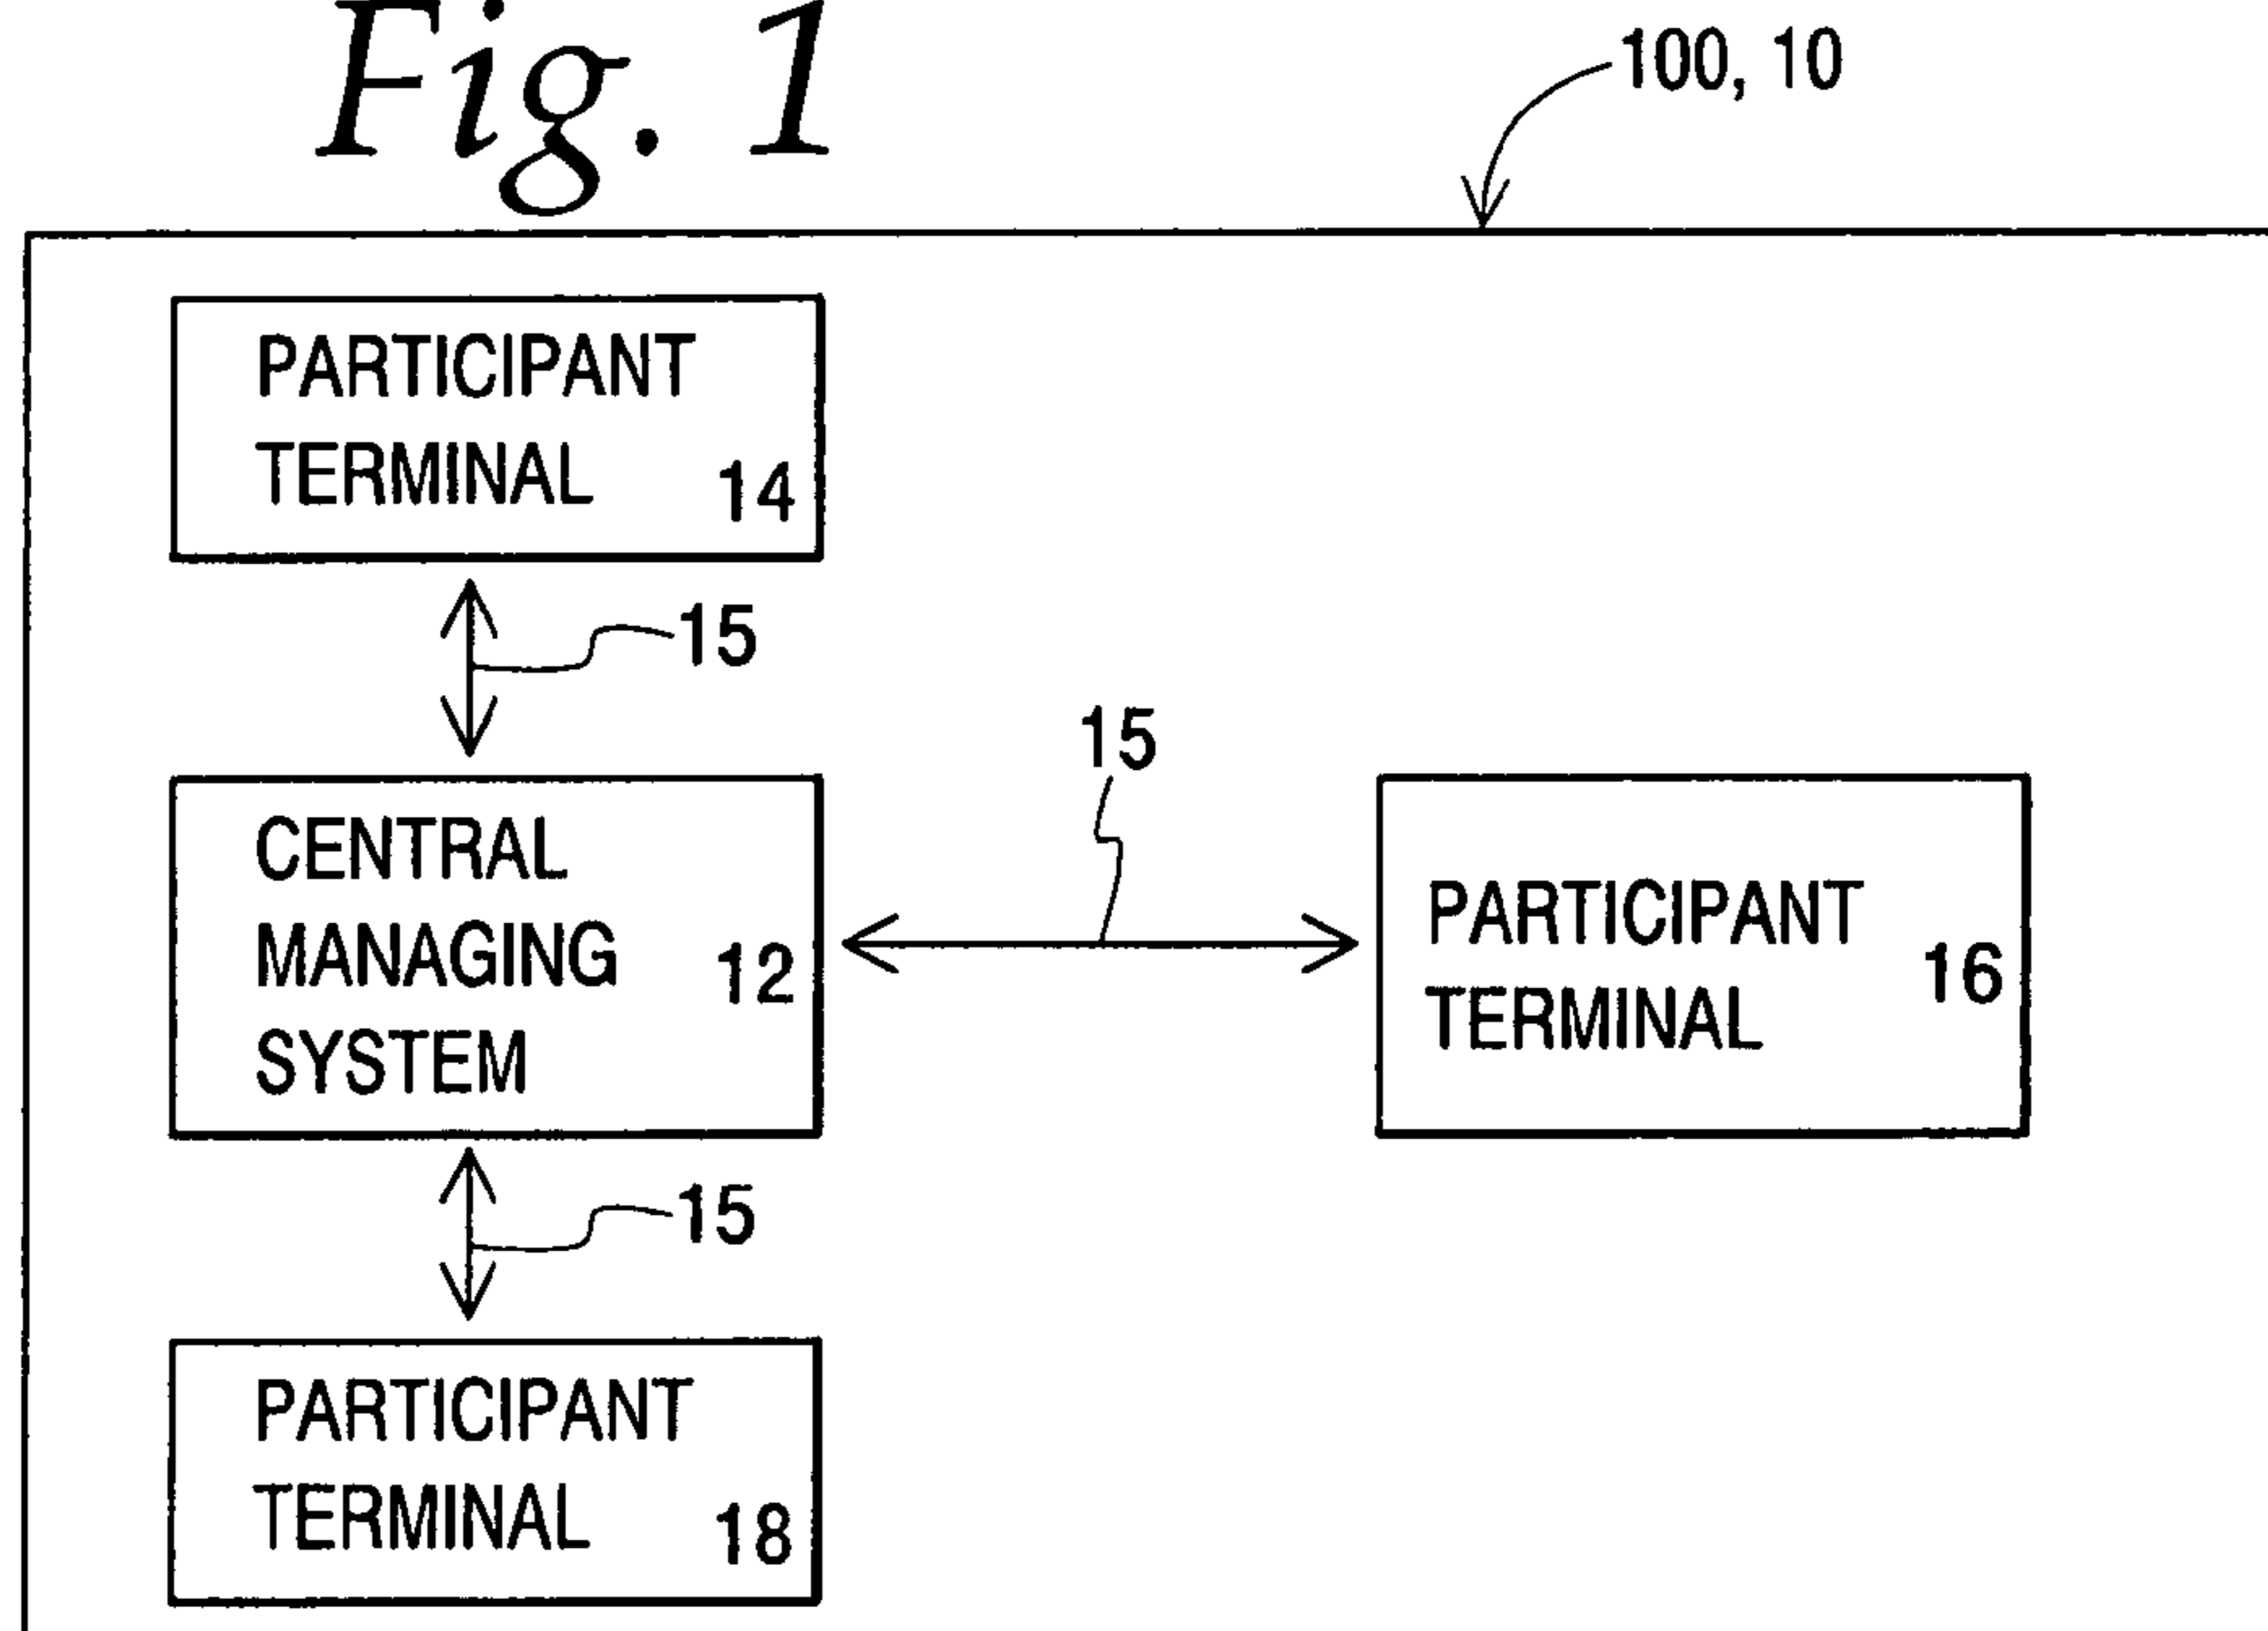 Fig. 1
100, 10
PARTICIPANT
TERMINAL
14
15
15
CENTRAL
MANAGING
SYSTEM
12
PARTICIPANT
TERMINAL
16
15
PARTICIPANT
TERMINAL
18